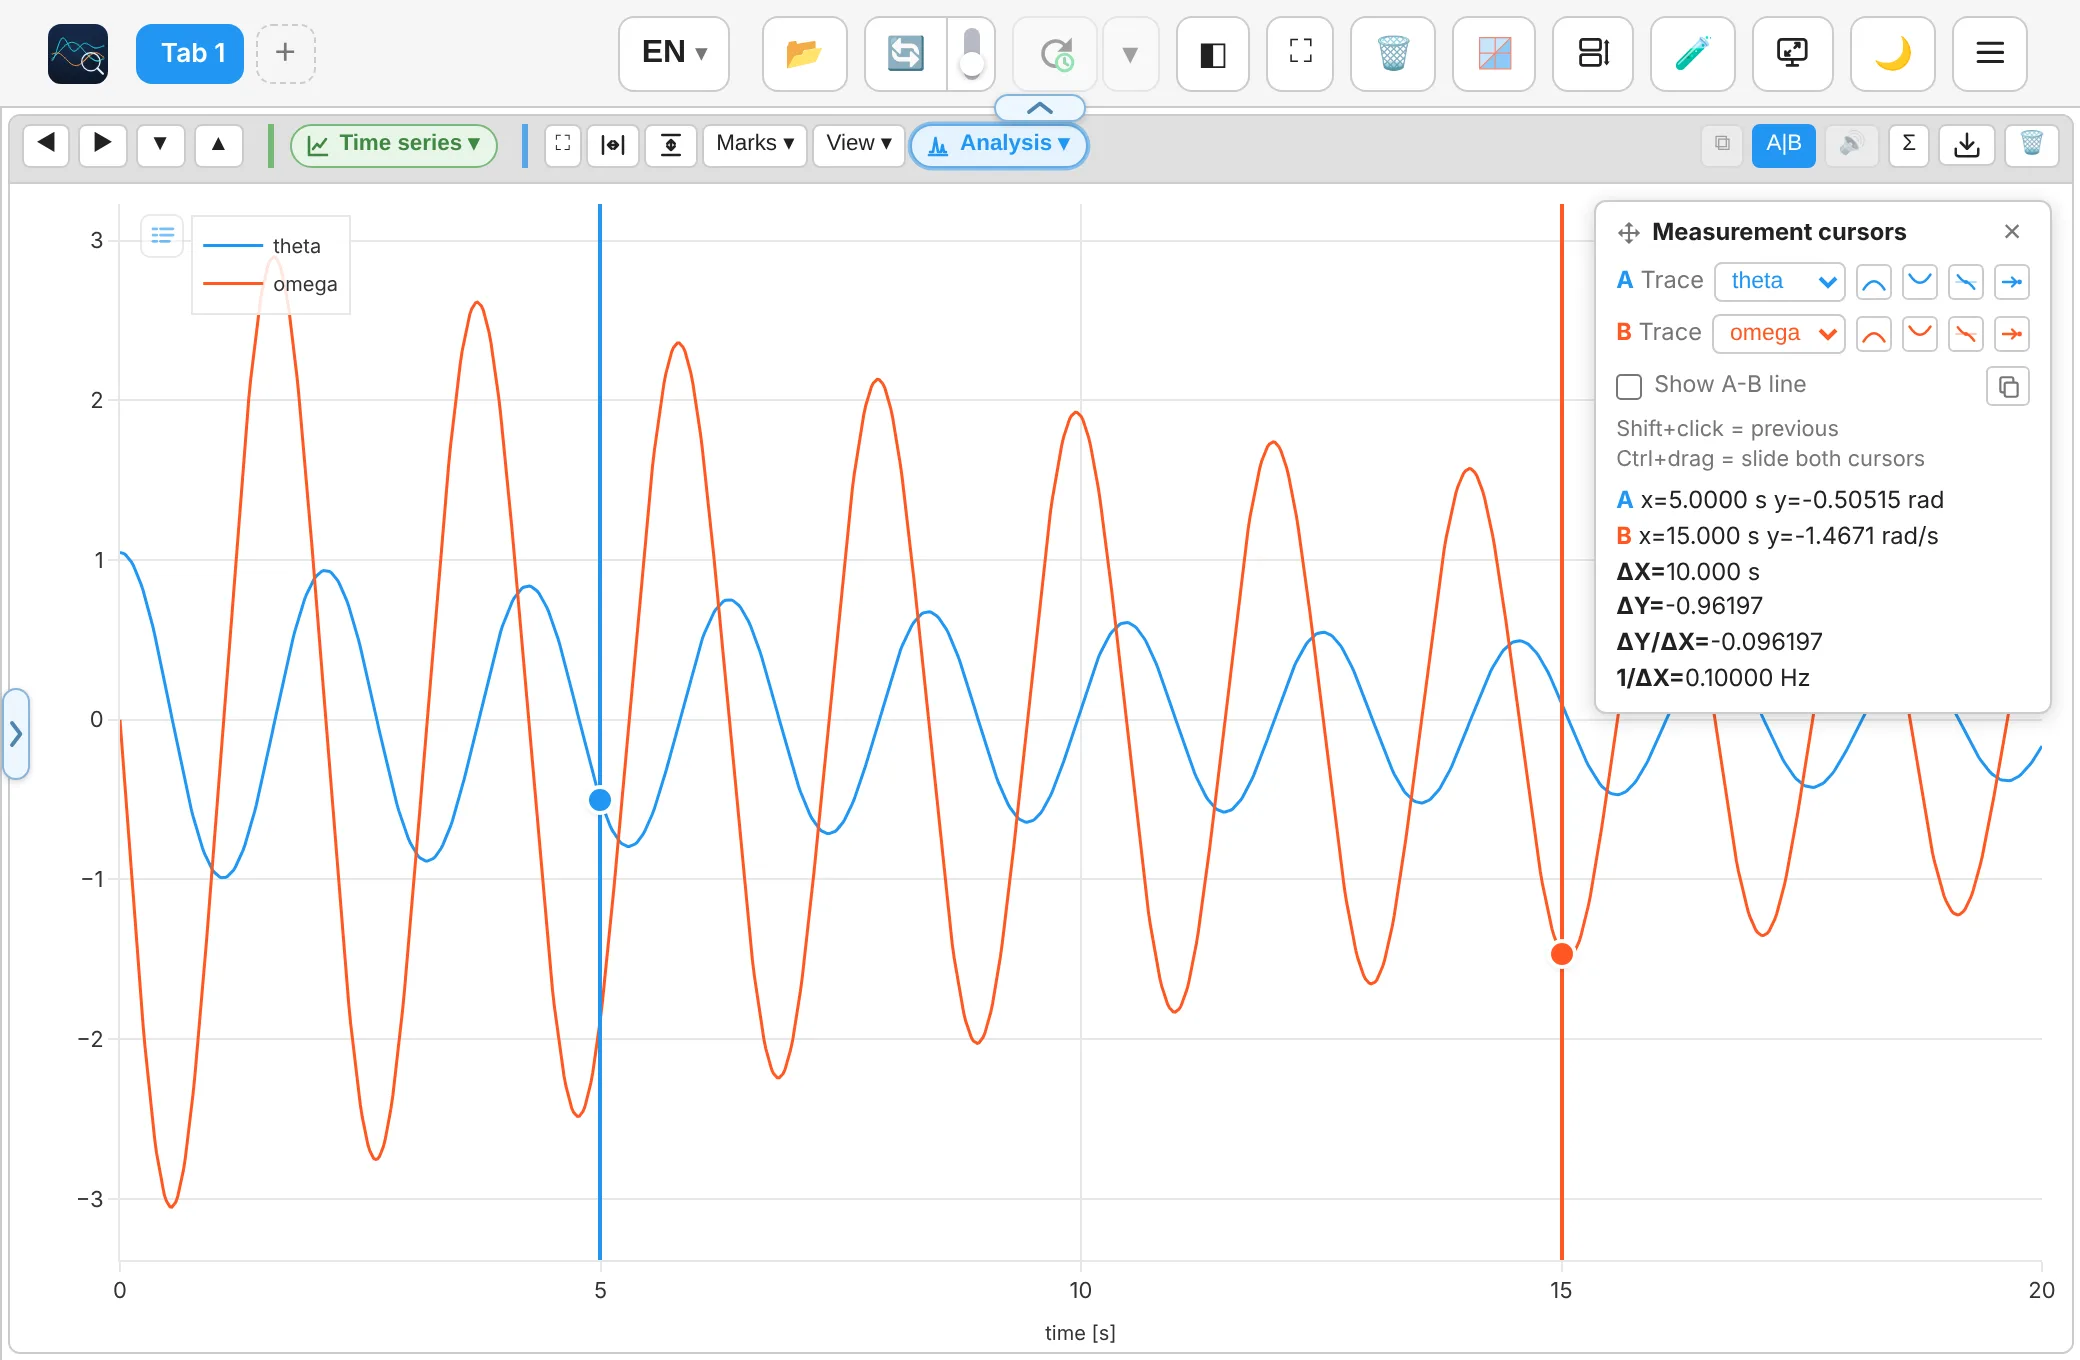 Tab 1 + EN ▾
Time series ▾ Marks ▾ View ▾ Analysis ▾ A|B Σ
theta
omega
Measurement cursors ×
A Trace theta
B Trace omega
Show A-B line
Shift+click = previous
Ctrl+drag = slide both cursors
A x=5.0000 s y=-0.50515 rad
B x=15.000 s y=-1.4671 rad/s
ΔX=10.000 s
ΔY=-0.96197
ΔY/ΔX=-0.096197
1/ΔX=0.10000 Hz
3
2
1
0
−1
−2
−3
0 5 10 15 20
time [s]